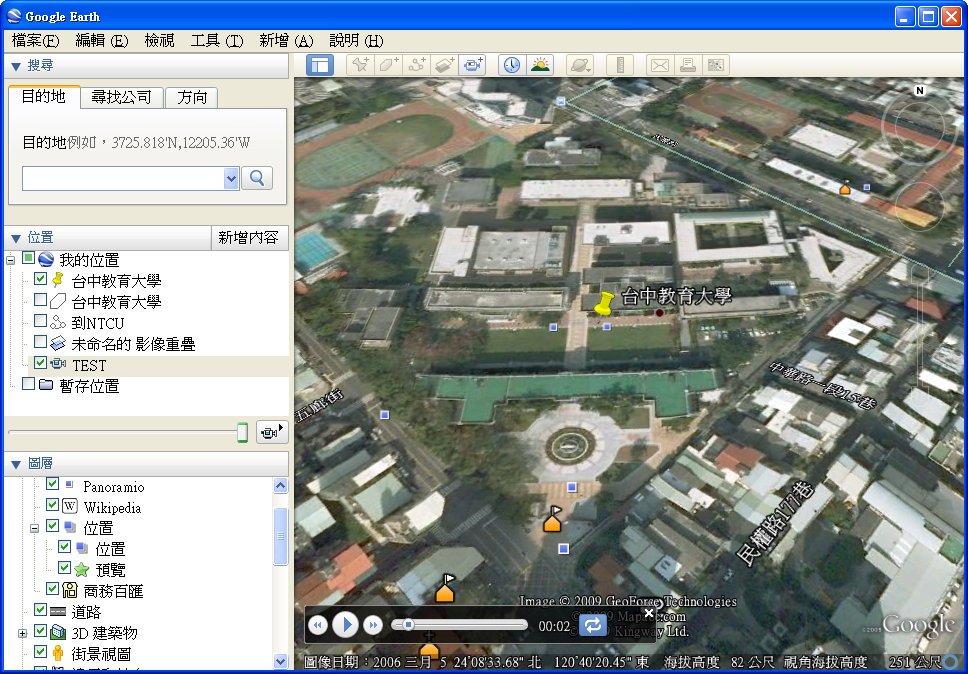 Google Earth
檔案(F) 編輯(E) 檢視 工具(T) 新增(A) 說明(H)
搜尋
目的地 尋找公司 方向
目的地例如，3725.818'N,12205.36'W
位置 新增內容
我的位置
台中教育大學
台中教育大學
到NTCU
未命名的 影像重疊
TEST
暫存位置
圖層
Panoramio
Wikipedia
位置
位置
預覽
商務百匯
道路
3D 建築物
街景視圖
N
台中教育大學
五廊街
中華路一段15巷
民權路177巷
Image © 2009 GeoForce Technologies
Kingway Ltd.
©2009 Google
00:02
圖像日期：2006 三月 5 24°08'33.68" 北 120°40'20.45" 東 海拔高度 82 公尺 視角海拔高度 251 公尺